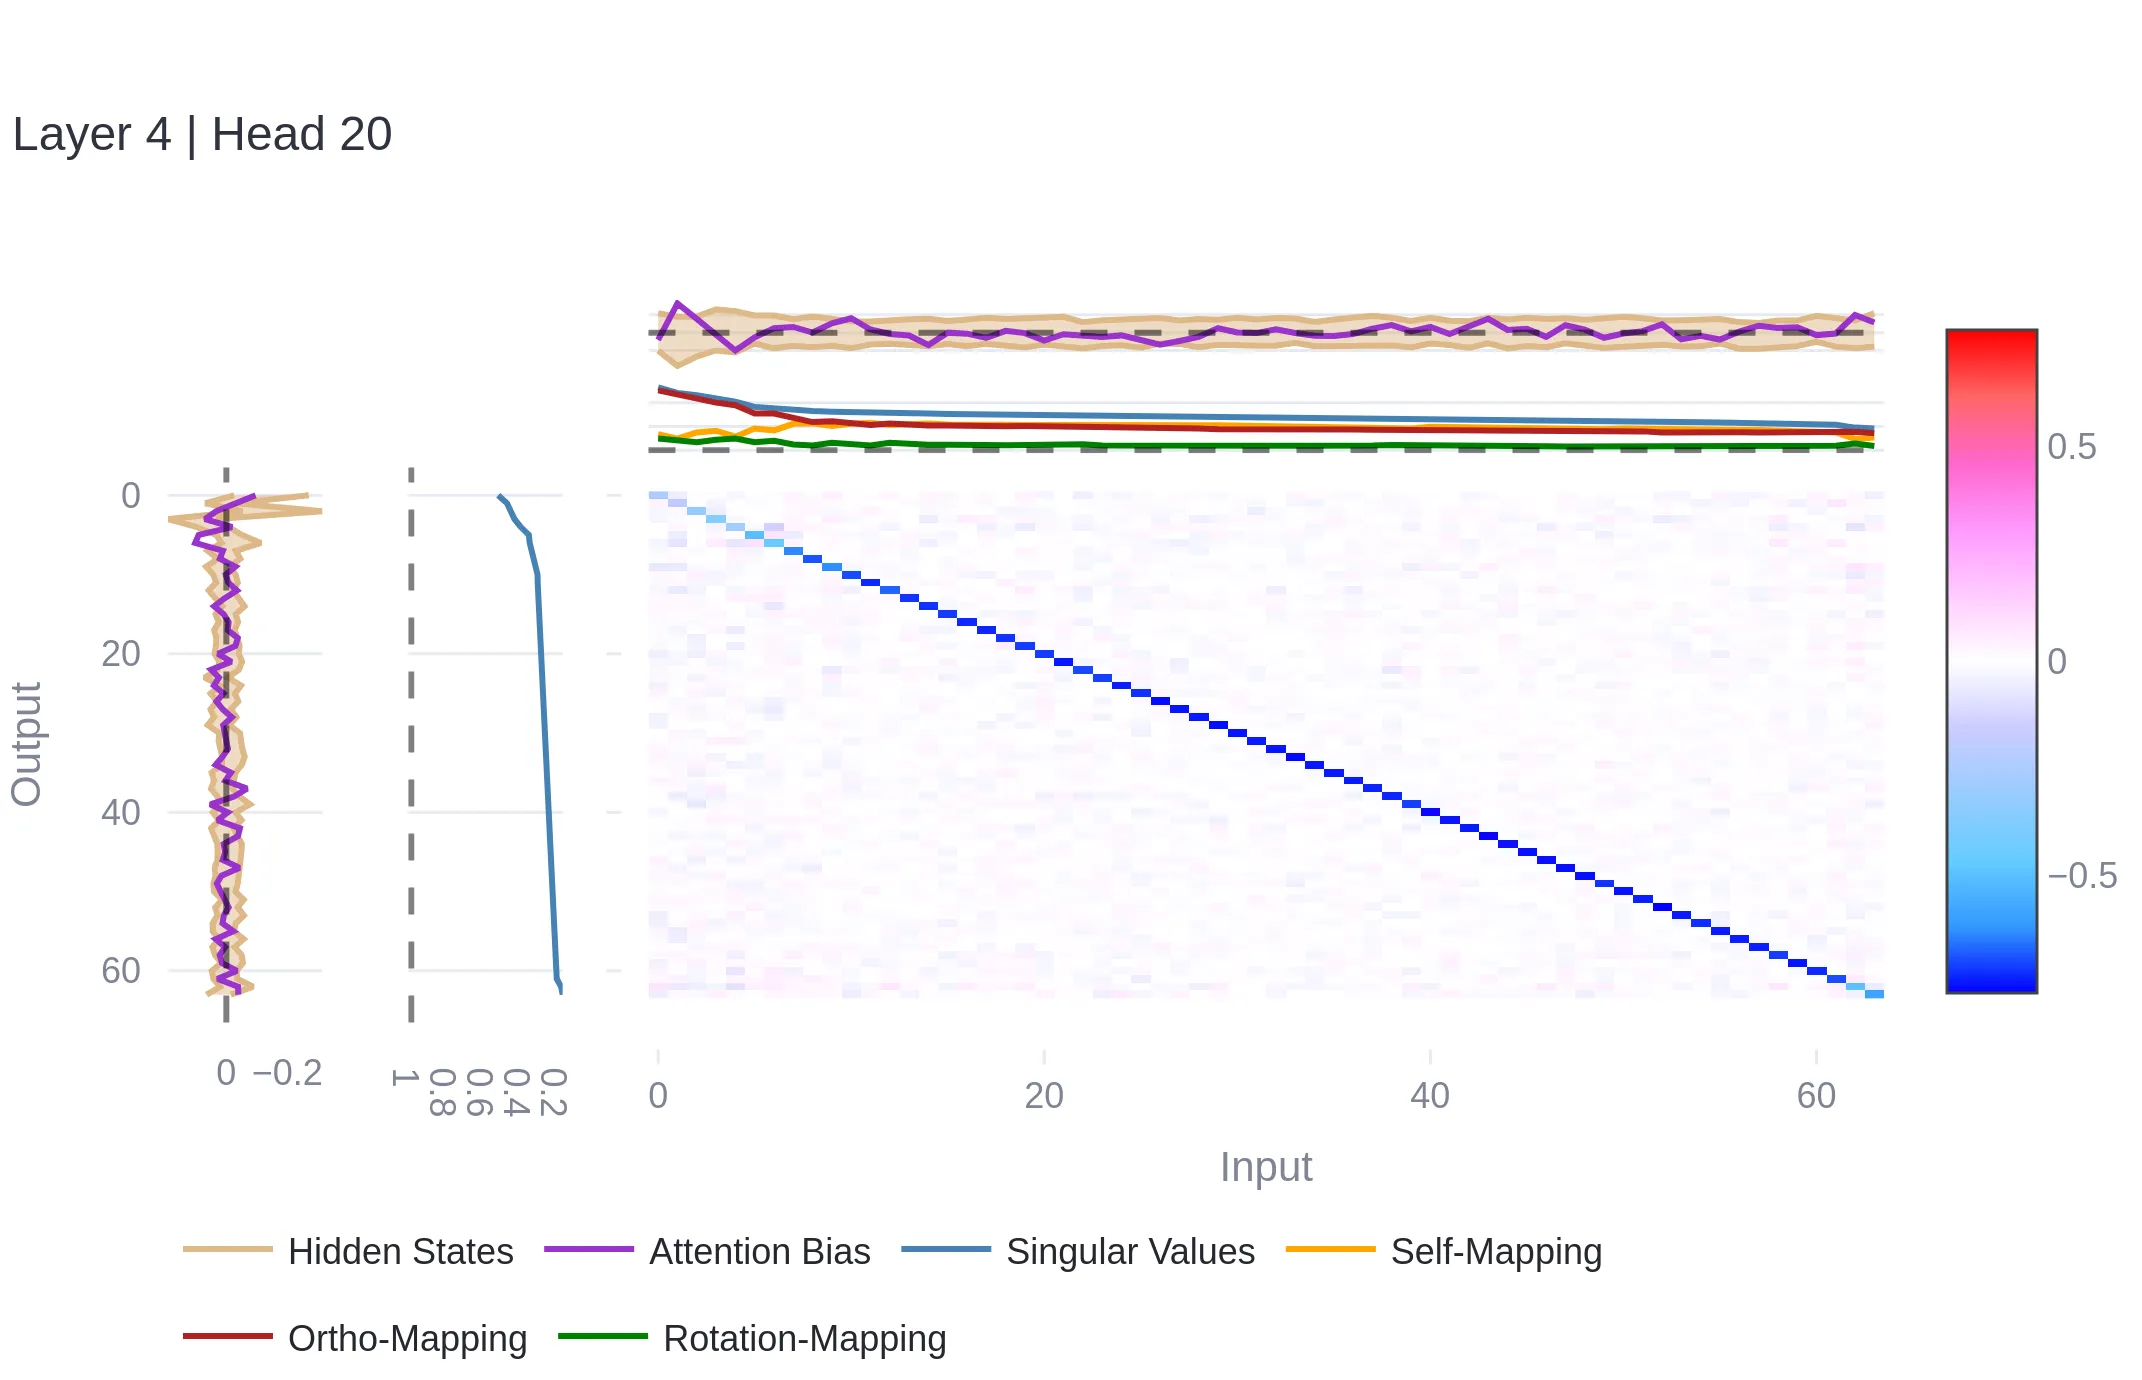 Layer 4 | Head 20
0
20
40
60
Output
0 −0.2
1 0.8 0.6 0.4 0.2
0 20 40 60
Input
0.5
0
−0.5
Hidden States Attention Bias Singular Values Self-Mapping
Ortho-Mapping Rotation-Mapping